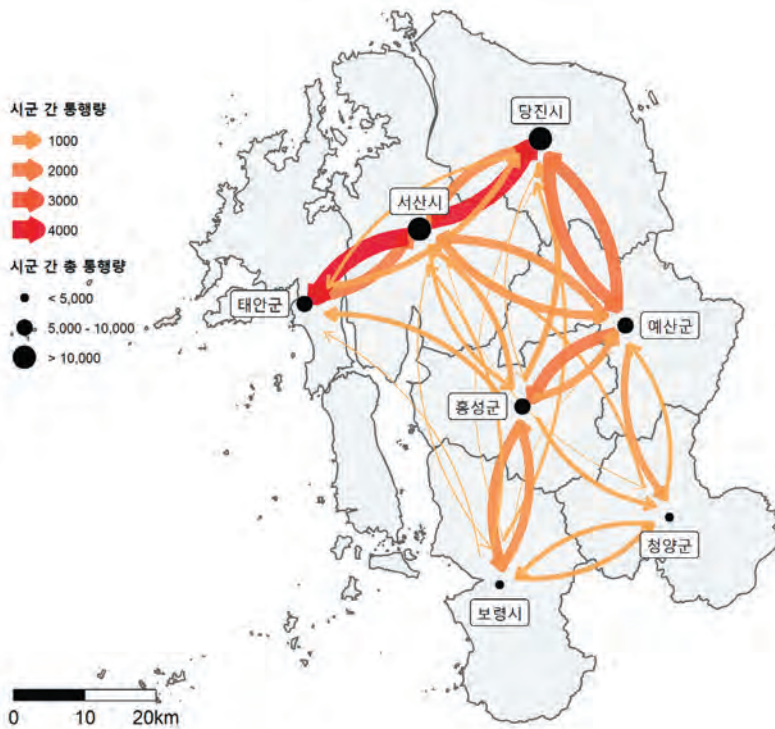 시군 간 통행량
1000
2000
3000
4000
시군 간 총 통행량
< 5,000
5,000 - 10,000
> 10,000
당진시
서산시
태안군
예산군
홍성군
청양군
보령시
0 10 20km